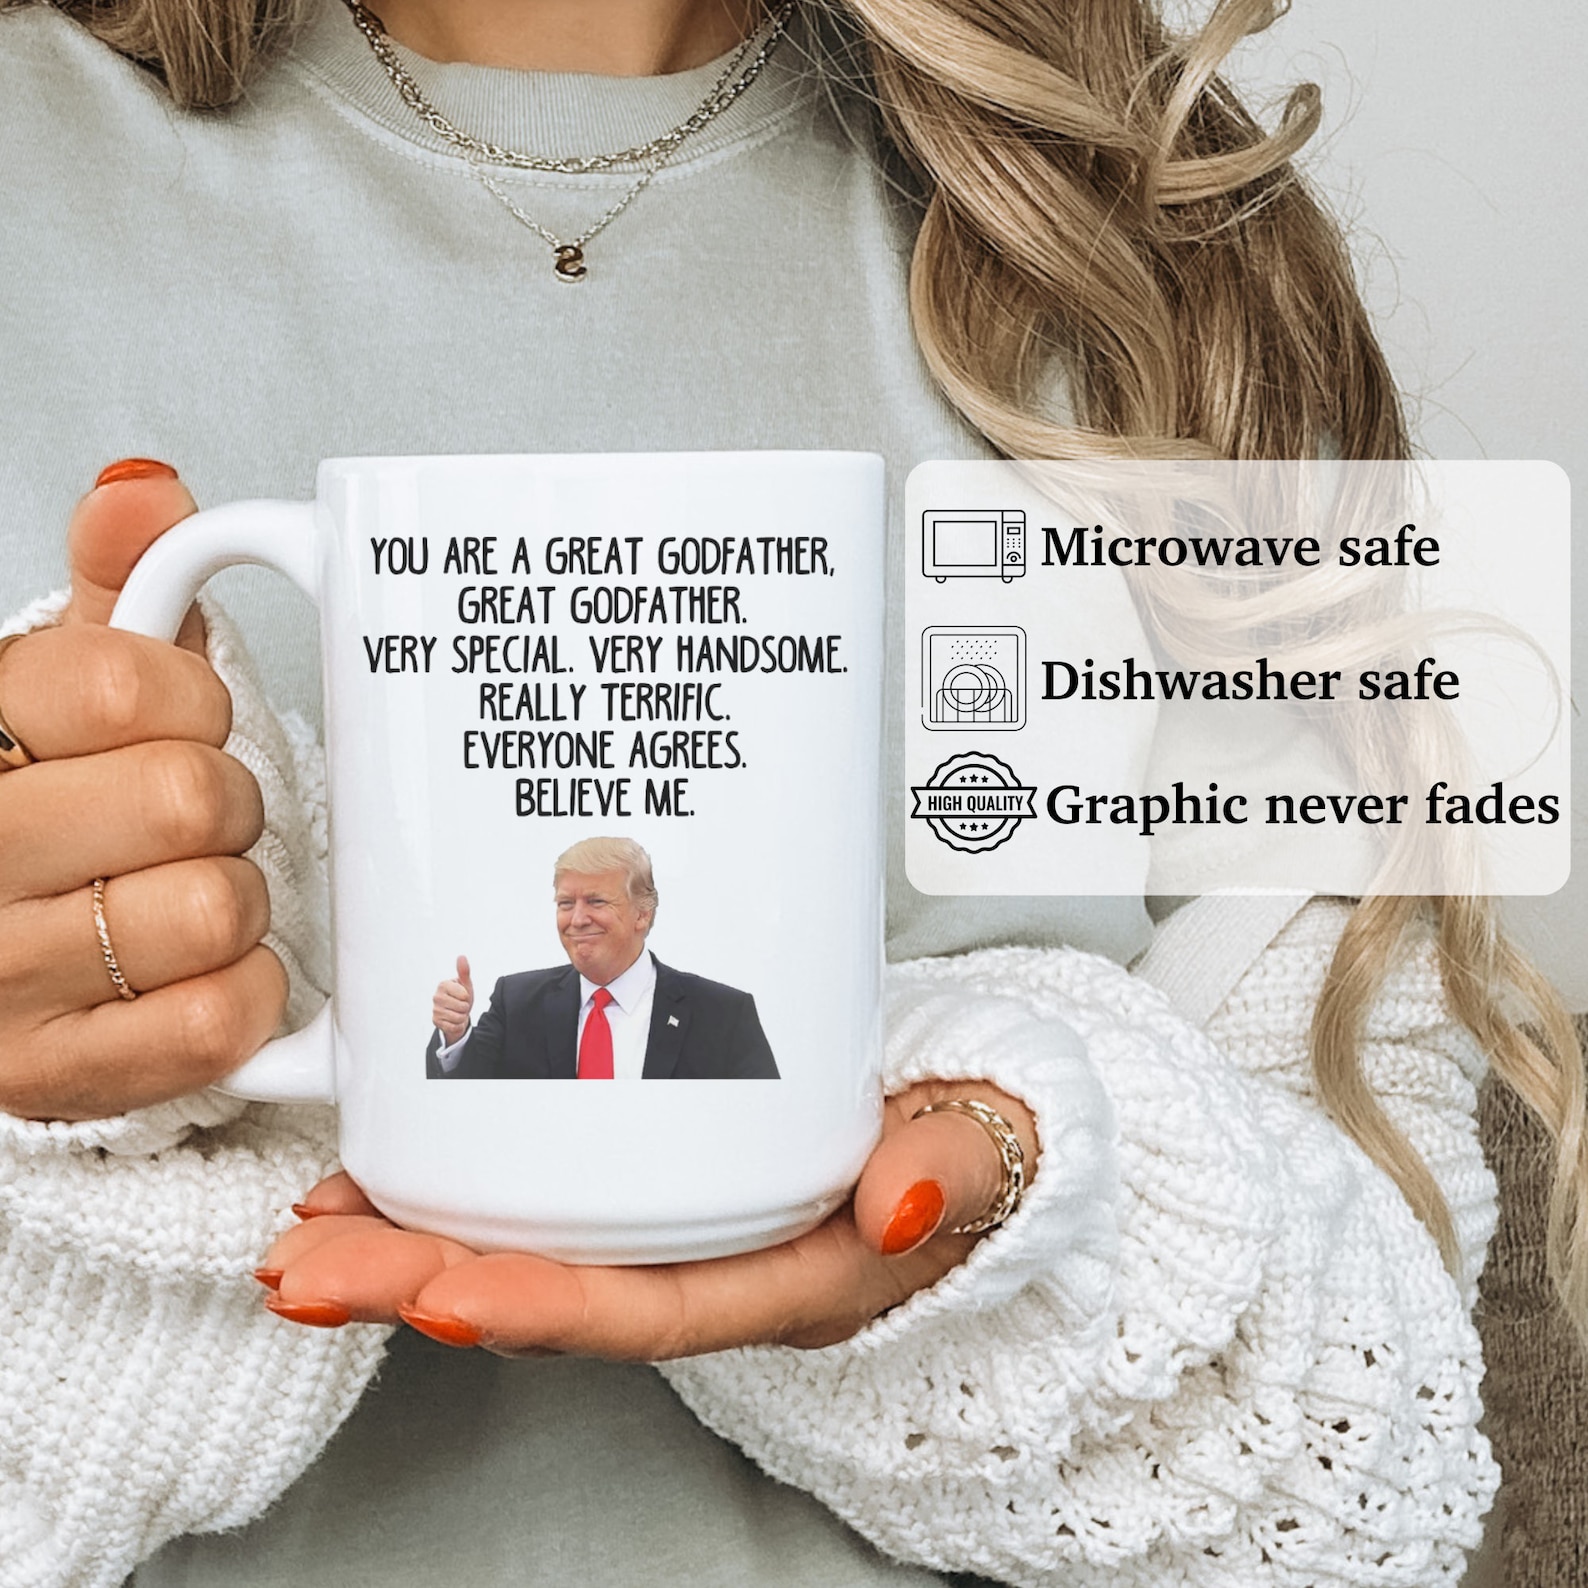 YOU ARE A GREAT GODFATHER,
GREAT GODFATHER.
VERY SPECIAL. VERY HANDSOME.
REALLY TERRIFIC.
EVERYONE AGREES.
BELIEVE ME.
Microwave safe
Dishwasher safe
HIGH QUALITY
Graphic never fades
S